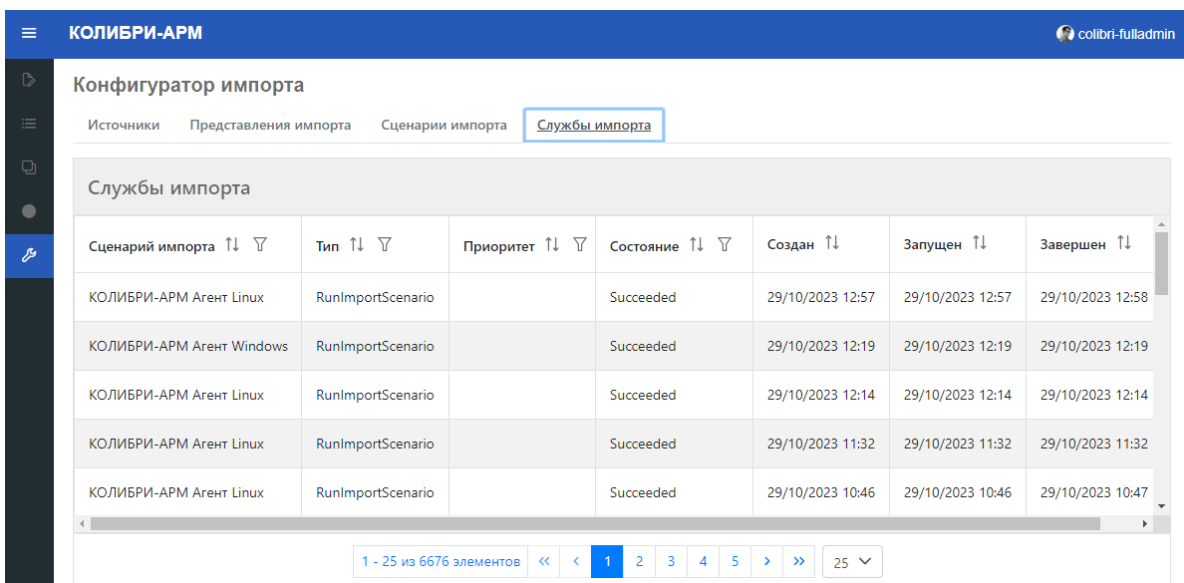 КОЛИБРИ-АРМ colibri-fulladmin
Конфигуратор импорта
Источники Представления импорта Сценарии импорта Службы импорта
Службы импорта
Сценарий импорта Тип Приоритет Состояние Создан Запущен Завершен
КОЛИБРИ-АРМ Агент Linux RunImportScenario Succeeded 29/10/2023 12:57 29/10/2023 12:57 29/10/2023 12:58
КОЛИБРИ-АРМ Агент Windows RunImportScenario Succeeded 29/10/2023 12:19 29/10/2023 12:19 29/10/2023 12:19
КОЛИБРИ-АРМ Агент Linux RunImportScenario Succeeded 29/10/2023 12:14 29/10/2023 12:14 29/10/2023 12:14
КОЛИБРИ-АРМ Агент Linux RunImportScenario Succeeded 29/10/2023 11:32 29/10/2023 11:32 29/10/2023 11:32
КОЛИБРИ-АРМ Агент Linux RunImportScenario Succeeded 29/10/2023 10:46 29/10/2023 10:46 29/10/2023 10:47
1 - 25 из 6676 элементов « ‹ 1 2 3 4 5 › » 25